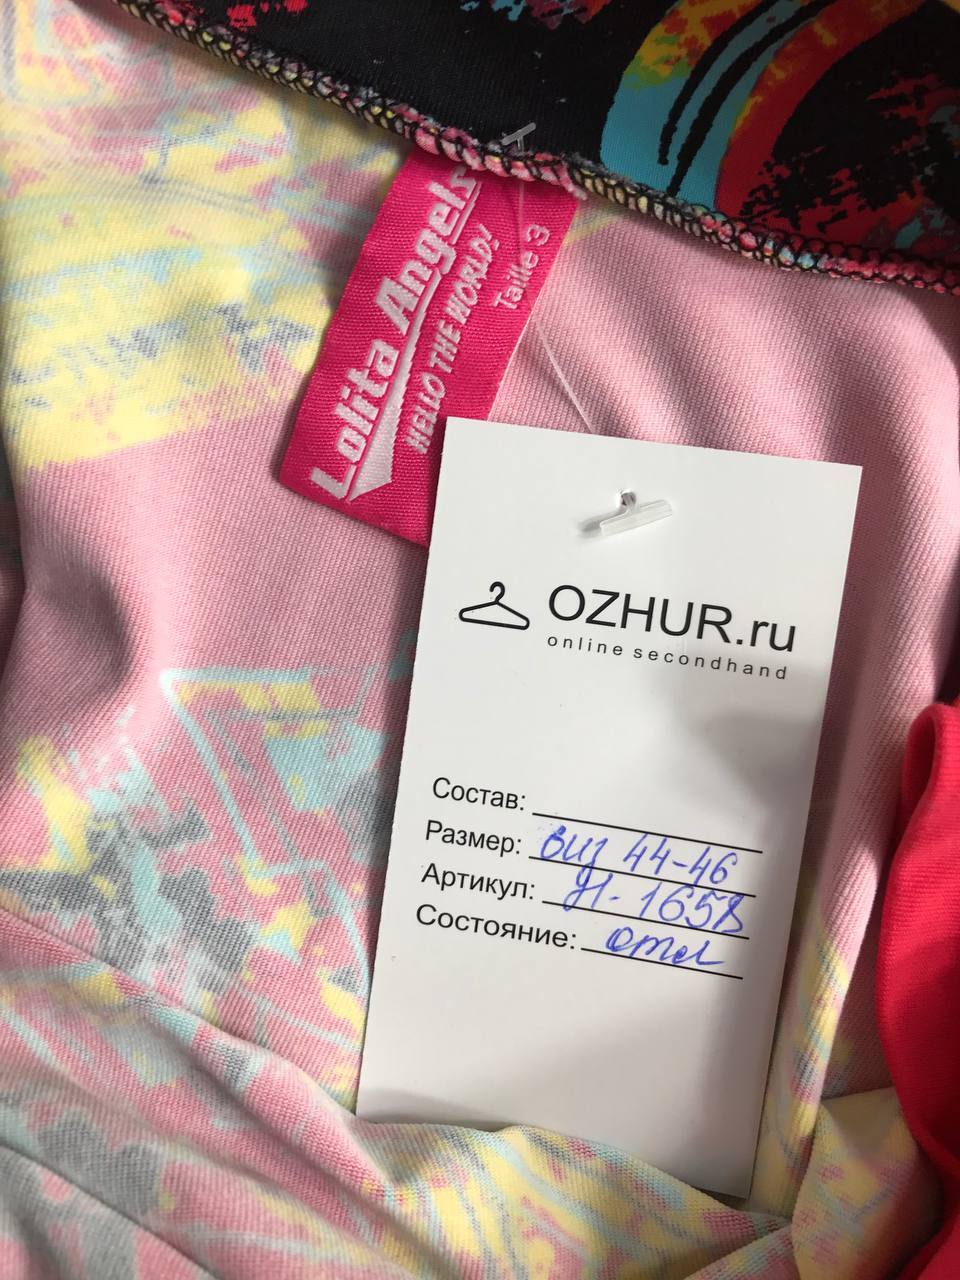 Lolita Angels
HELLO THE WORLD!
Taille 3
OZHUR.ru
online secondhand
Состав:
Размер: виз 44-46
Артикул: Л-1658
Состояние: отл